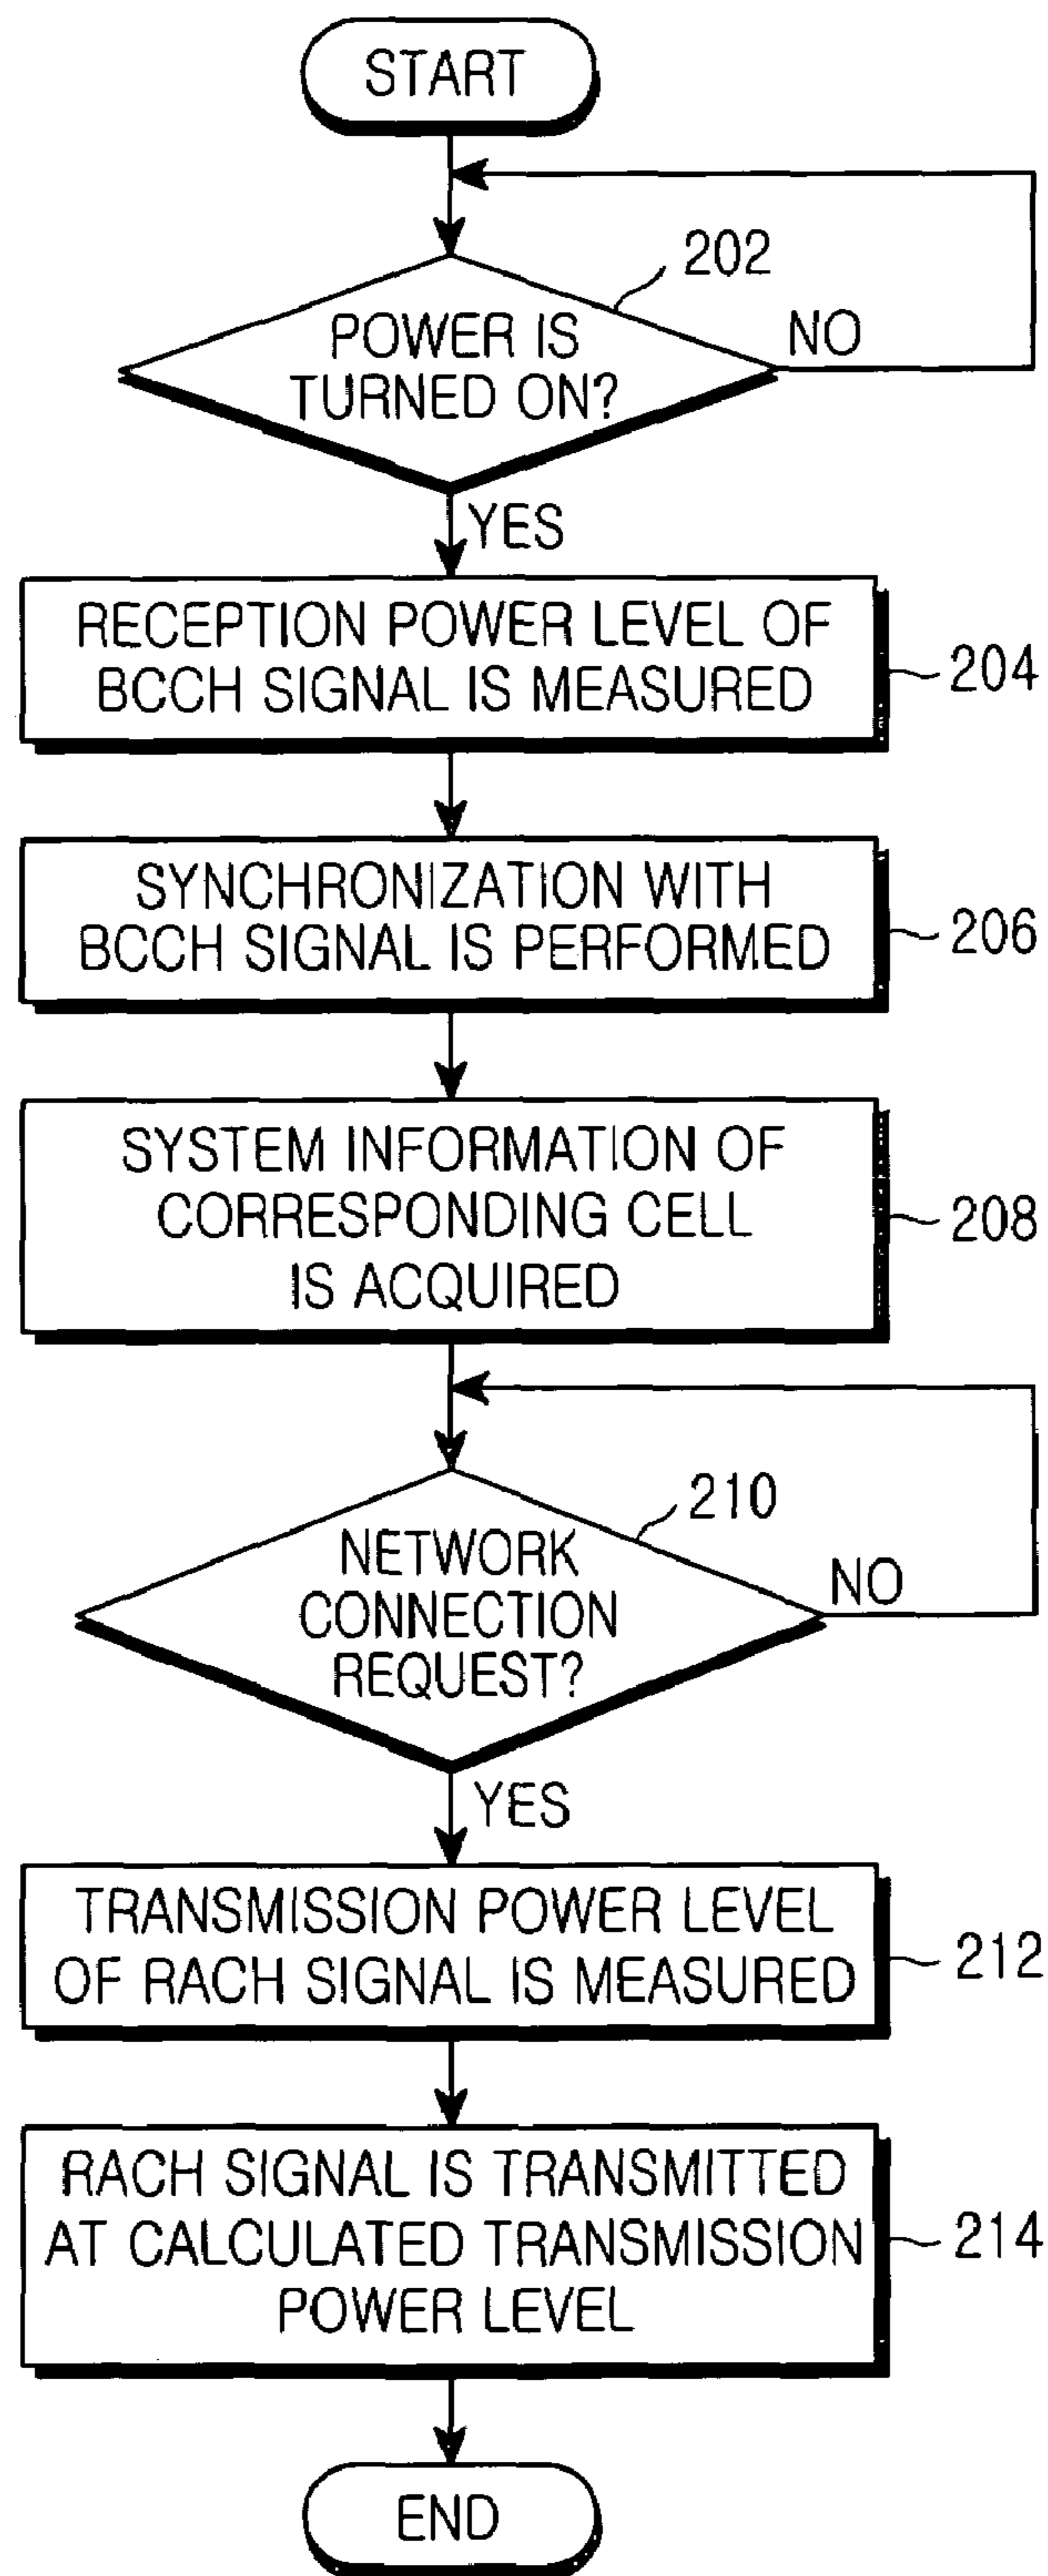 START
202
POWER IS
TURNED ON?
NO
YES
RECEPTION POWER LEVEL OF
BCCH SIGNAL IS MEASURED
204
SYNCHRONIZATION WITH
BCCH SIGNAL IS PERFORMED
206
SYSTEM INFORMATION OF
CORRESPONDING CELL
IS ACQUIRED
208
210
NETWORK
CONNECTION
REQUEST?
NO
YES
TRANSMISSION POWER LEVEL
OF RACH SIGNAL IS MEASURED
212
RACH SIGNAL IS TRANSMITTED
AT CALCULATED TRANSMISSION
POWER LEVEL
214
END